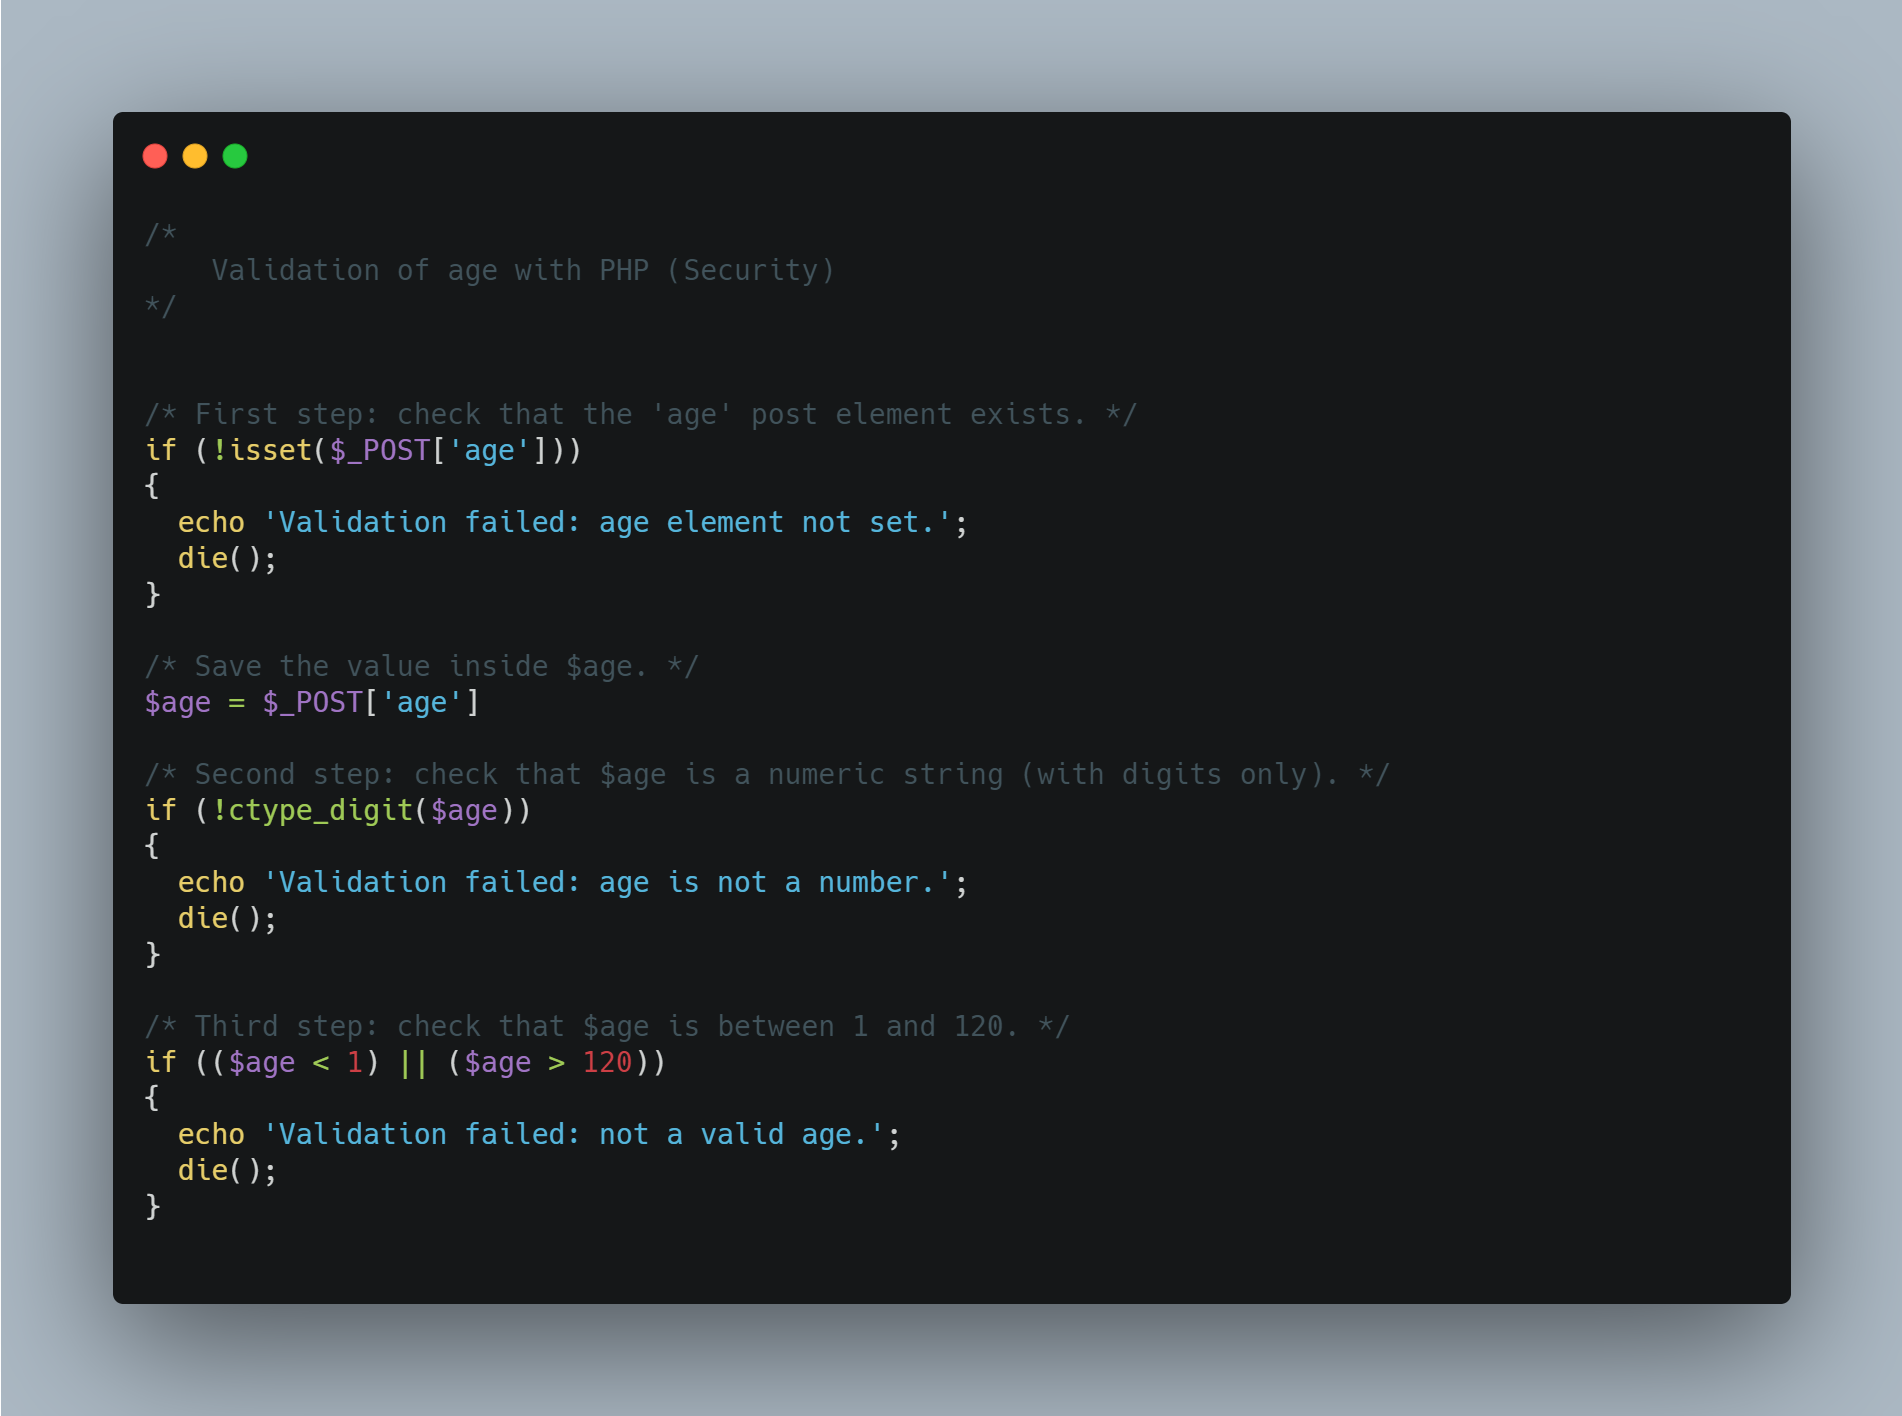 /*
    Validation of age with PHP (Security)
*/
/* First step: check that the 'age' post element exists. */
if (!isset($_POST['age']))
{
  echo 'Validation failed: age element not set.';
  die();
}
/* Save the value inside $age. */
$age = $_POST['age']
/* Second step: check that $age is a numeric string (with digits only). */
if (!ctype_digit($age))
{
  echo 'Validation failed: age is not a number.';
  die();
}
/* Third step: check that $age is between 1 and 120. */
if (($age < 1) || ($age > 120))
{
  echo 'Validation failed: not a valid age.';
  die();
}